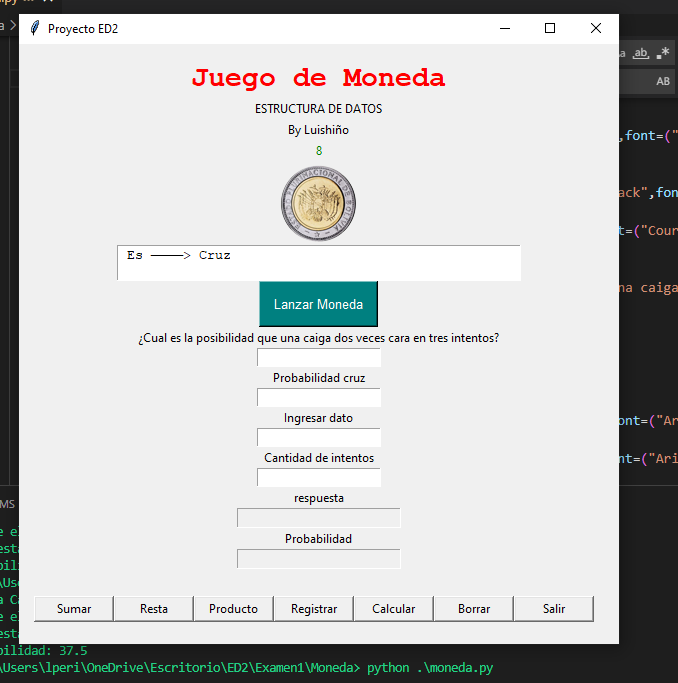 Proyecto ED2
Juego de Moneda
ESTRUCTURA DE DATOS
By Luishiño
8
Es ————> Cruz
Lanzar Moneda
¿Cual es la posibilidad que una caiga dos veces cara en tres intentos?
Probabilidad cruz
Ingresar dato
Cantidad de intentos
respuesta
Probabilidad
Sumar Resta Producto Registrar Calcular Borrar Salir
AB
,font=("
ack",fon
t=("Cour
na caiga
ont=("Ar
nt=("Ari
MS
bilidad: 37.5
\Users\lperi\OneDrive\Escritorio\ED2\Examen1\Moneda> python .\moneda.py